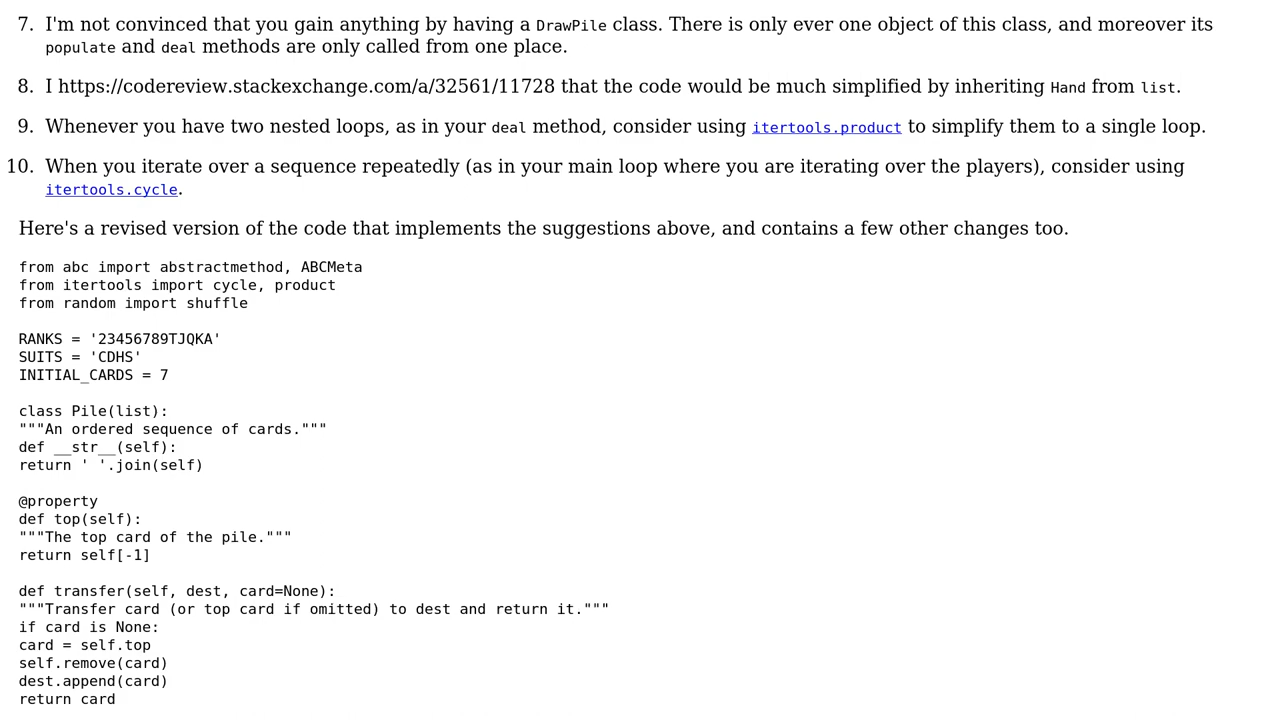 7. I'm not convinced that you gain anything by having a DrawPile class. There is only ever one object of this class, and moreover its
populate and deal methods are only called from one place.
8. I https://codereview.stackexchange.com/a/32561/11728 that the code would be much simplified by inheriting Hand from list.
9. Whenever you have two nested loops, as in your deal method, consider using itertools.product to simplify them to a single loop.
10. When you iterate over a sequence repeatedly (as in your main loop where you are iterating over the players), consider using
itertools.cycle.
Here's a revised version of the code that implements the suggestions above, and contains a few other changes too.
from abc import abstractmethod, ABCMeta
from itertools import cycle, product
from random import shuffle
RANKS = '23456789TJQKA'
SUITS = 'CDHS'
INITIAL_CARDS = 7
class Pile(list):
"""An ordered sequence of cards."""
def __str__(self):
return ' '.join(self)
@property
def top(self):
"""The top card of the pile."""
return self[-1]
def transfer(self, dest, card=None):
"""Transfer card (or top card if omitted) to dest and return it."""
if card is None:
card = self.top
self.remove(card)
dest.append(card)
return card